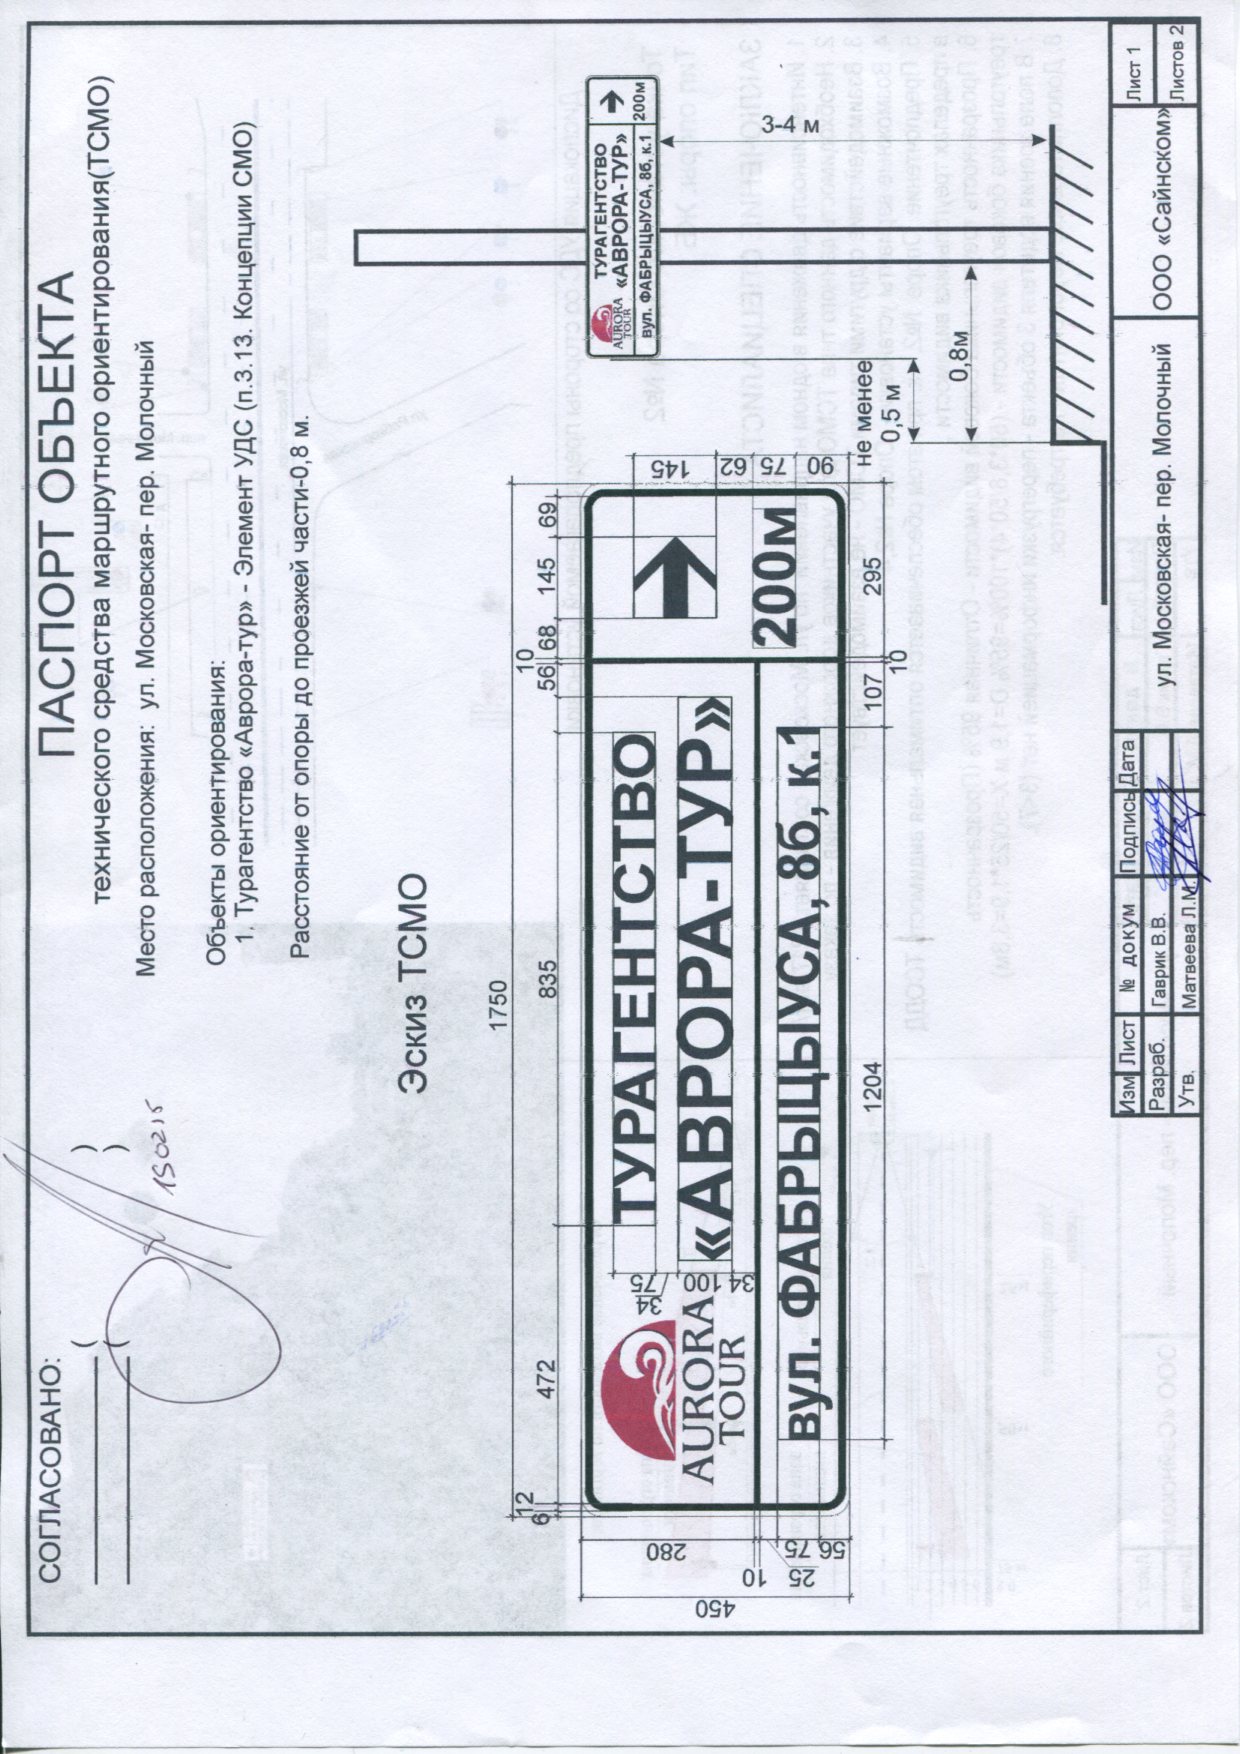 СОГЛАСОВАНО:
( )
( )
150215
ПАСПОРТ ОБЪЕКТА
технического средства маршрутного ориентирования(ТСМО)
Место расположения: ул. Московская- пер. Молочный
Объекты ориентирования:
1. Турагентство «Аврора-тур» - Элемент УДС (п.3.13. Концепции СМО)
Расстояние от опоры до проезжей части-0,8 м.
Эскиз ТСМО
1750
6 12 472 835 56 10 68 145 69
AURORA
TOUR
ТУРАГЕНТСТВО
«АВРОРА-ТУР»
вул. ФАБРЫЦЫУСА, 8б, к.1
200м
34 75
100 34
450
280
10
25
75
56
145
62
75
90
1204 107 10 295
AURORA
TOUR
ТУРАГЕНТСТВО
«АВРОРА-ТУР»
вул. ФАБРЫЦЫУСА, 8б, к.1
200м
3-4 м
не менее
0,5 м
0,8м
Изм Лист № докум Подпись Дата
Разраб. Гаврик В.В.
Утв. Матвеева Л.М.
ул. Московская- пер. Молочный
ООО «Сайнском»
Лист 1
Листов 2